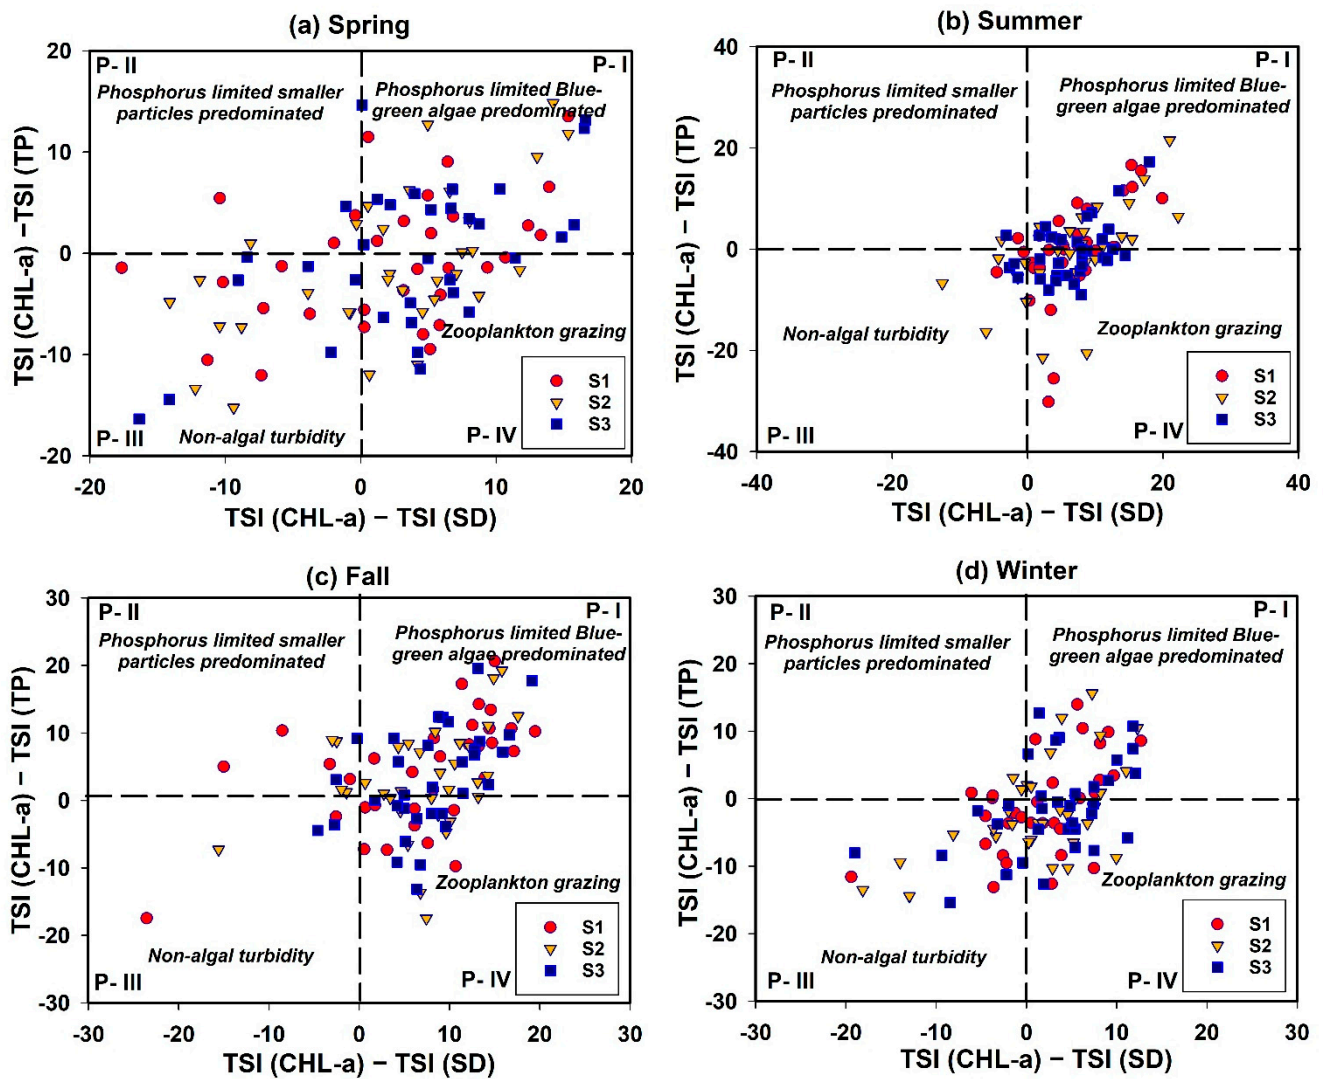 (a) Spring
20
10
0
-10
-20
-20
-10
0
10
20
TSI (CHL-a) −TSI (TP)
TSI (CHL-a) − TSI (SD)
P- II
P- I
Phosphorus limited smaller
particles predominated
Phosphorus limited Blue-
green algae predominated
Zooplankton grazing
Non-algal turbidity
P- III
P- IV
S1
S2
S3
(b) Summer
40
20
0
-20
-40
-40
-20
0
20
40
TSI (CHL-a) − TSI (TP)
TSI (CHL-a) − TSI (SD)
P- II
P- I
Phosphorus limited smaller
particles predominated
Phosphorus limited Blue-
green algae predominated
Non-algal turbidity
Zooplankton grazing
P- III
P- IV
S1
S2
S3
(c) Fall
30
20
10
0
-10
-20
-30
-30
-20
-10
0
10
20
30
TSI (CHL-a) − TSI (TP)
TSI (CHL-a) − TSI (SD)
P- II
P- I
Phosphorus limited smaller
particles predominated
Phosphorus limited Blue-
green algae predominated
Zooplankton grazing
Non-algal turbidity
P- III
P- IV
S1
S2
S3
(d) Winter
30
20
10
0
-10
-20
-30
-30
-20
-10
0
10
20
30
TSI (CHL-a) − TSI (TP)
TSI (CHL-a) − TSI (SD)
P- II
P- I
Phosphorus limited smaller
particles predominated
Phosphorus limited Blue-
green algae predominated
Zooplankton grazing
Non-algal turbidity
P- III
P- IV
S1
S2
S3